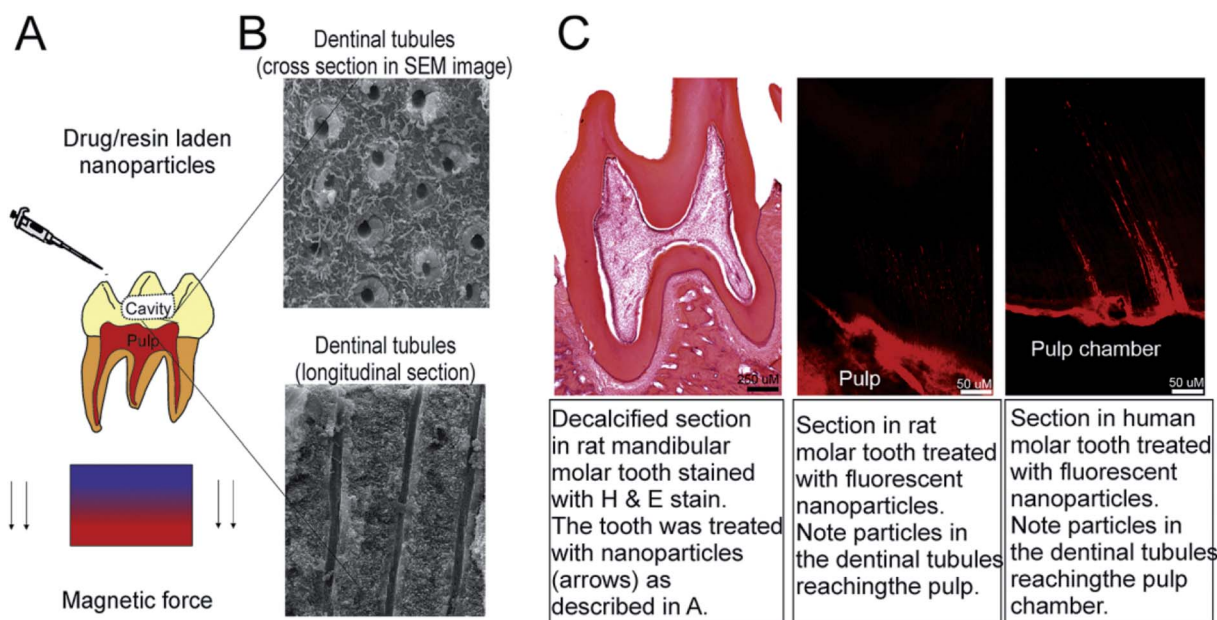 A
B
C
Drug/resin laden
nanoparticles
Cavity
Pulp
Magnetic force
Dentinal tubules
(cross section in SEM image)
Dentinal tubules
(longitudinal section)
250 uM
Pulp
50 uM
Pulp chamber
50 uM
Decalcified section
in rat mandibular
molar tooth stained
with H & E stain.
The tooth was treated
with nanoparticles
(arrows) as
described in A.
Section in rat
molar tooth treated
with fluorescent
nanoparticles.
Note particles in
the dentinal tubules
reachingthe pulp.
Section in human
molar tooth treated
with fluorescent
nanoparticles.
Note particles in
the dentinal tubules
reachingthe pulp
chamber.